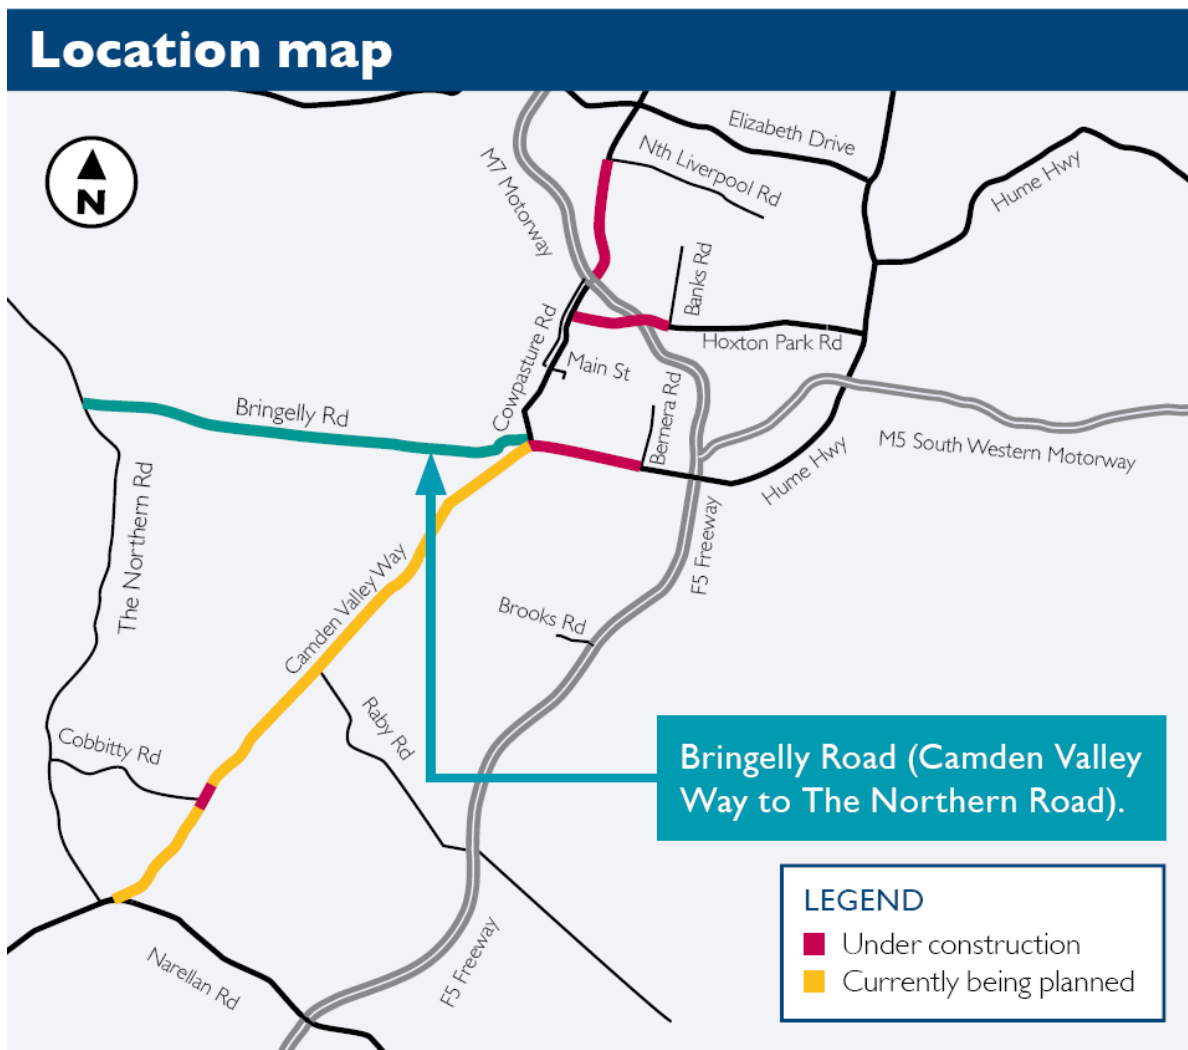 Location map
N
Elizabeth Drive
Nth Liverpool Rd
Hume Hwy
M7 Motorway
Banks Rd
Cowpasture Rd
Hoxton Park Rd
Main St
Bernera Rd
Bringelly Rd
M5 South Western Motorway
Hume Hwy
The Northern Rd
F5 Freeway
Camden Valley Way
Brooks Rd
Raby Rd
Cobbitty Rd
Bringelly Road (Camden Valley
Way to The Northern Road).
LEGEND
Under construction
Currently being planned
Narellan Rd
F5 Freeway